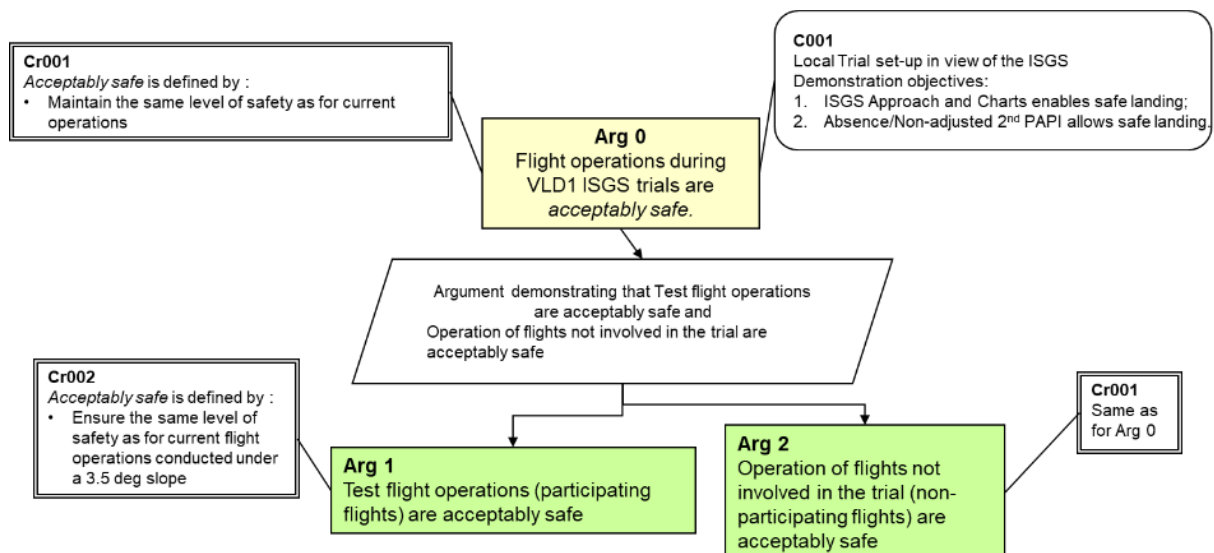 Cr001
Acceptably safe is defined by :
• Maintain the same level of safety as for current
operations
C001
Local Trial set-up in view of the ISGS
Demonstration objectives:
1. ISGS Approach and Charts enables safe landing;
2. Absence/Non-adjusted 2nd PAPI allows safe landing.
Arg 0
Flight operations during
VLD1 ISGS trials are
acceptably safe.
Argument demonstrating that Test flight operations
are acceptably safe and
Operation of flights not involved in the trial are
acceptably safe
Cr002
Acceptably safe is defined by :
• Ensure the same level of
safety as for current flight
operations conducted under
a 3.5 deg slope
Arg 1
Test flight operations (participating
flights) are acceptably safe
Arg 2
Operation of flights not
involved in the trial (non-
participating flights) are
acceptably safe
Cr001
Same as
for Arg 0